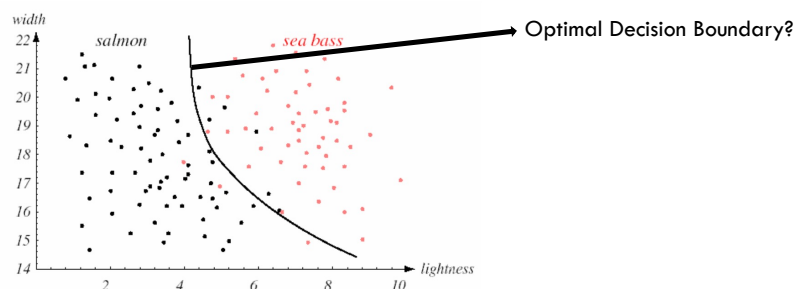 width
22
21
20
19
18
17
16
15
14
salmon
sea bass
Optimal Decision Boundary?
2
4
6
8
10
lightness